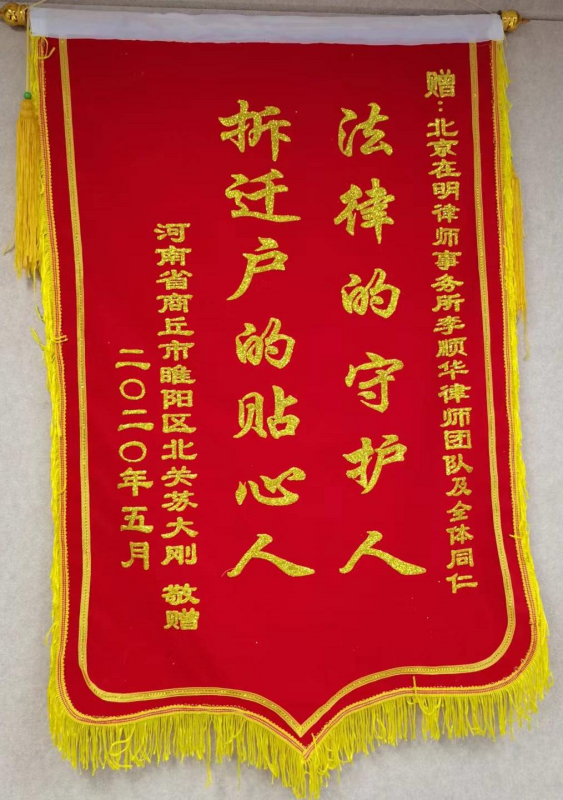 赠：北京在明律师事务所李顺华律师团队及全体同仁
法律的守护人
拆迁户的贴心人
河南省商丘市睢阳区北关苏大刚 敬赠
二〇二〇年五月